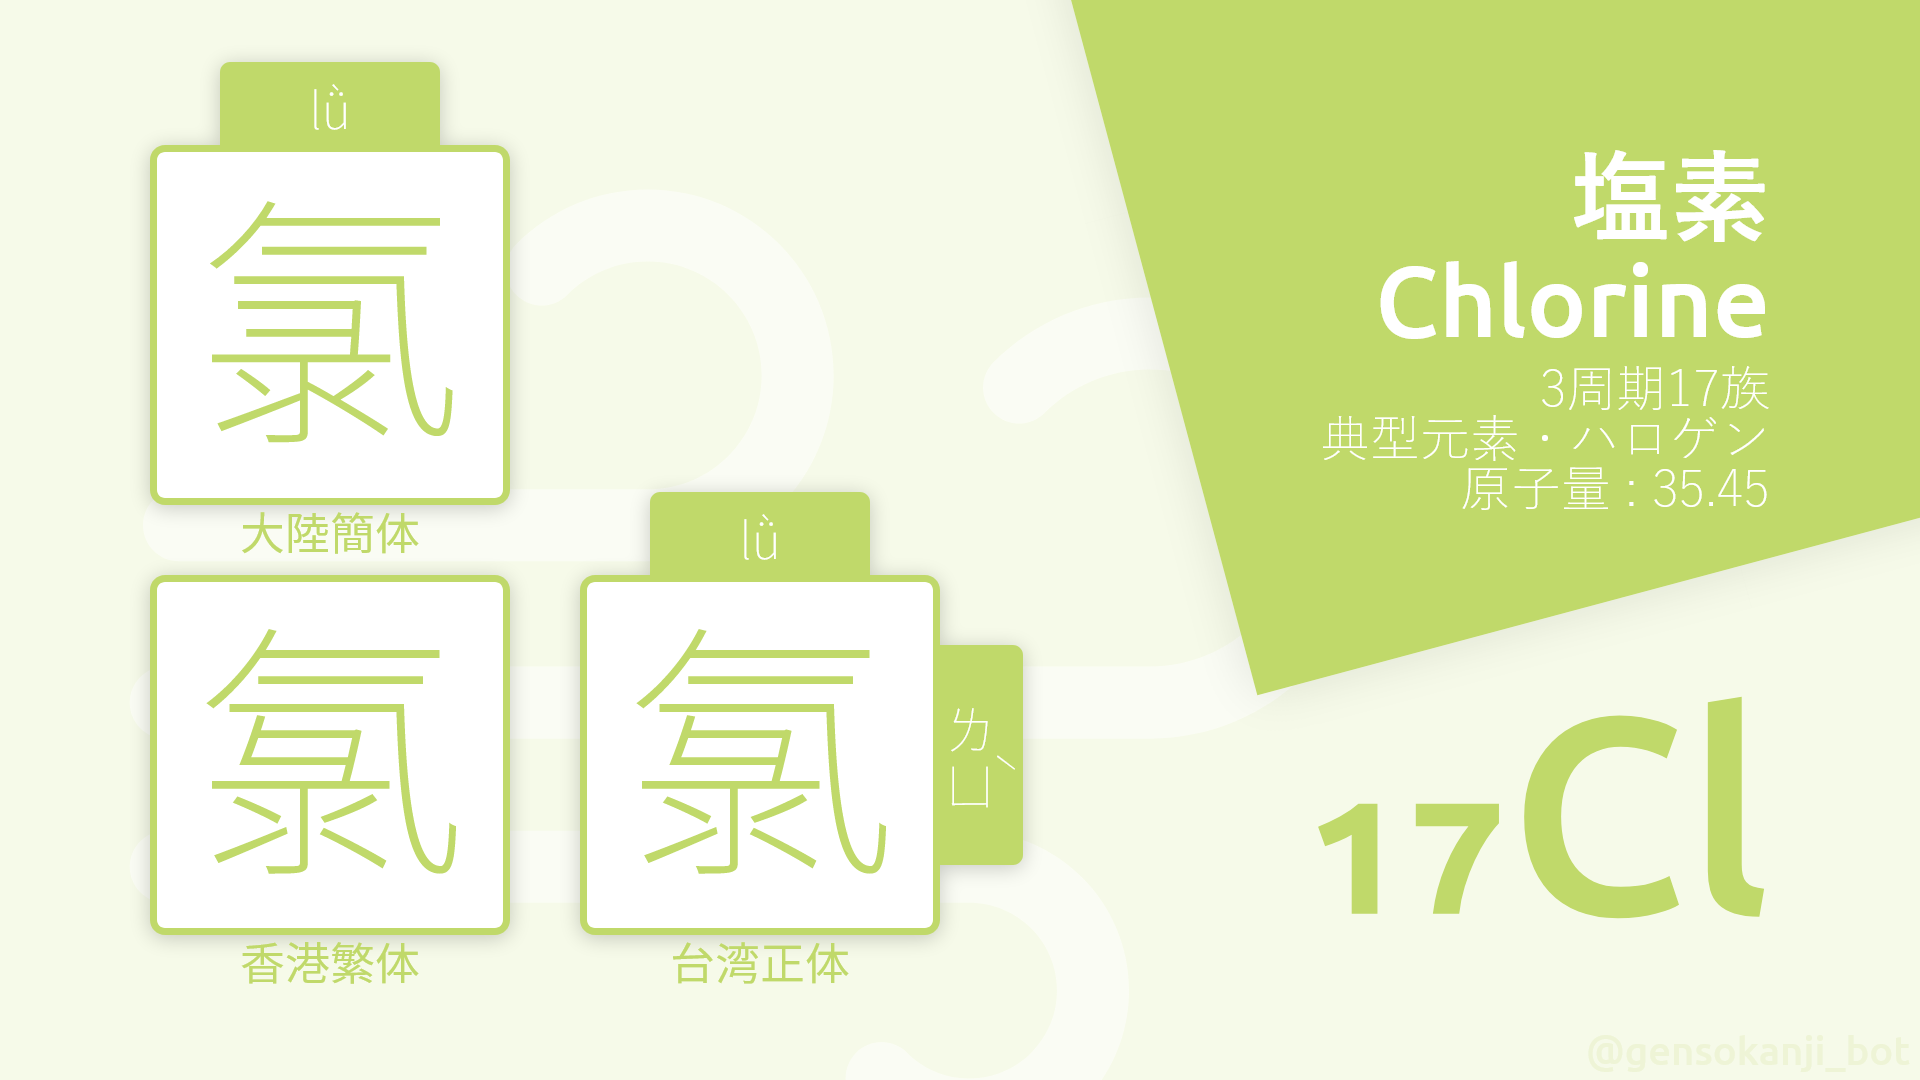 lǜ
氯
大陸簡体
氯
香港繁体
lǜ
氯
ㄌㄩˋ
台湾正体
塩素
Chlorine
3周期17族
典型元素・ハロゲン
原子量：35.45
17Cl
@gensokanji_bot